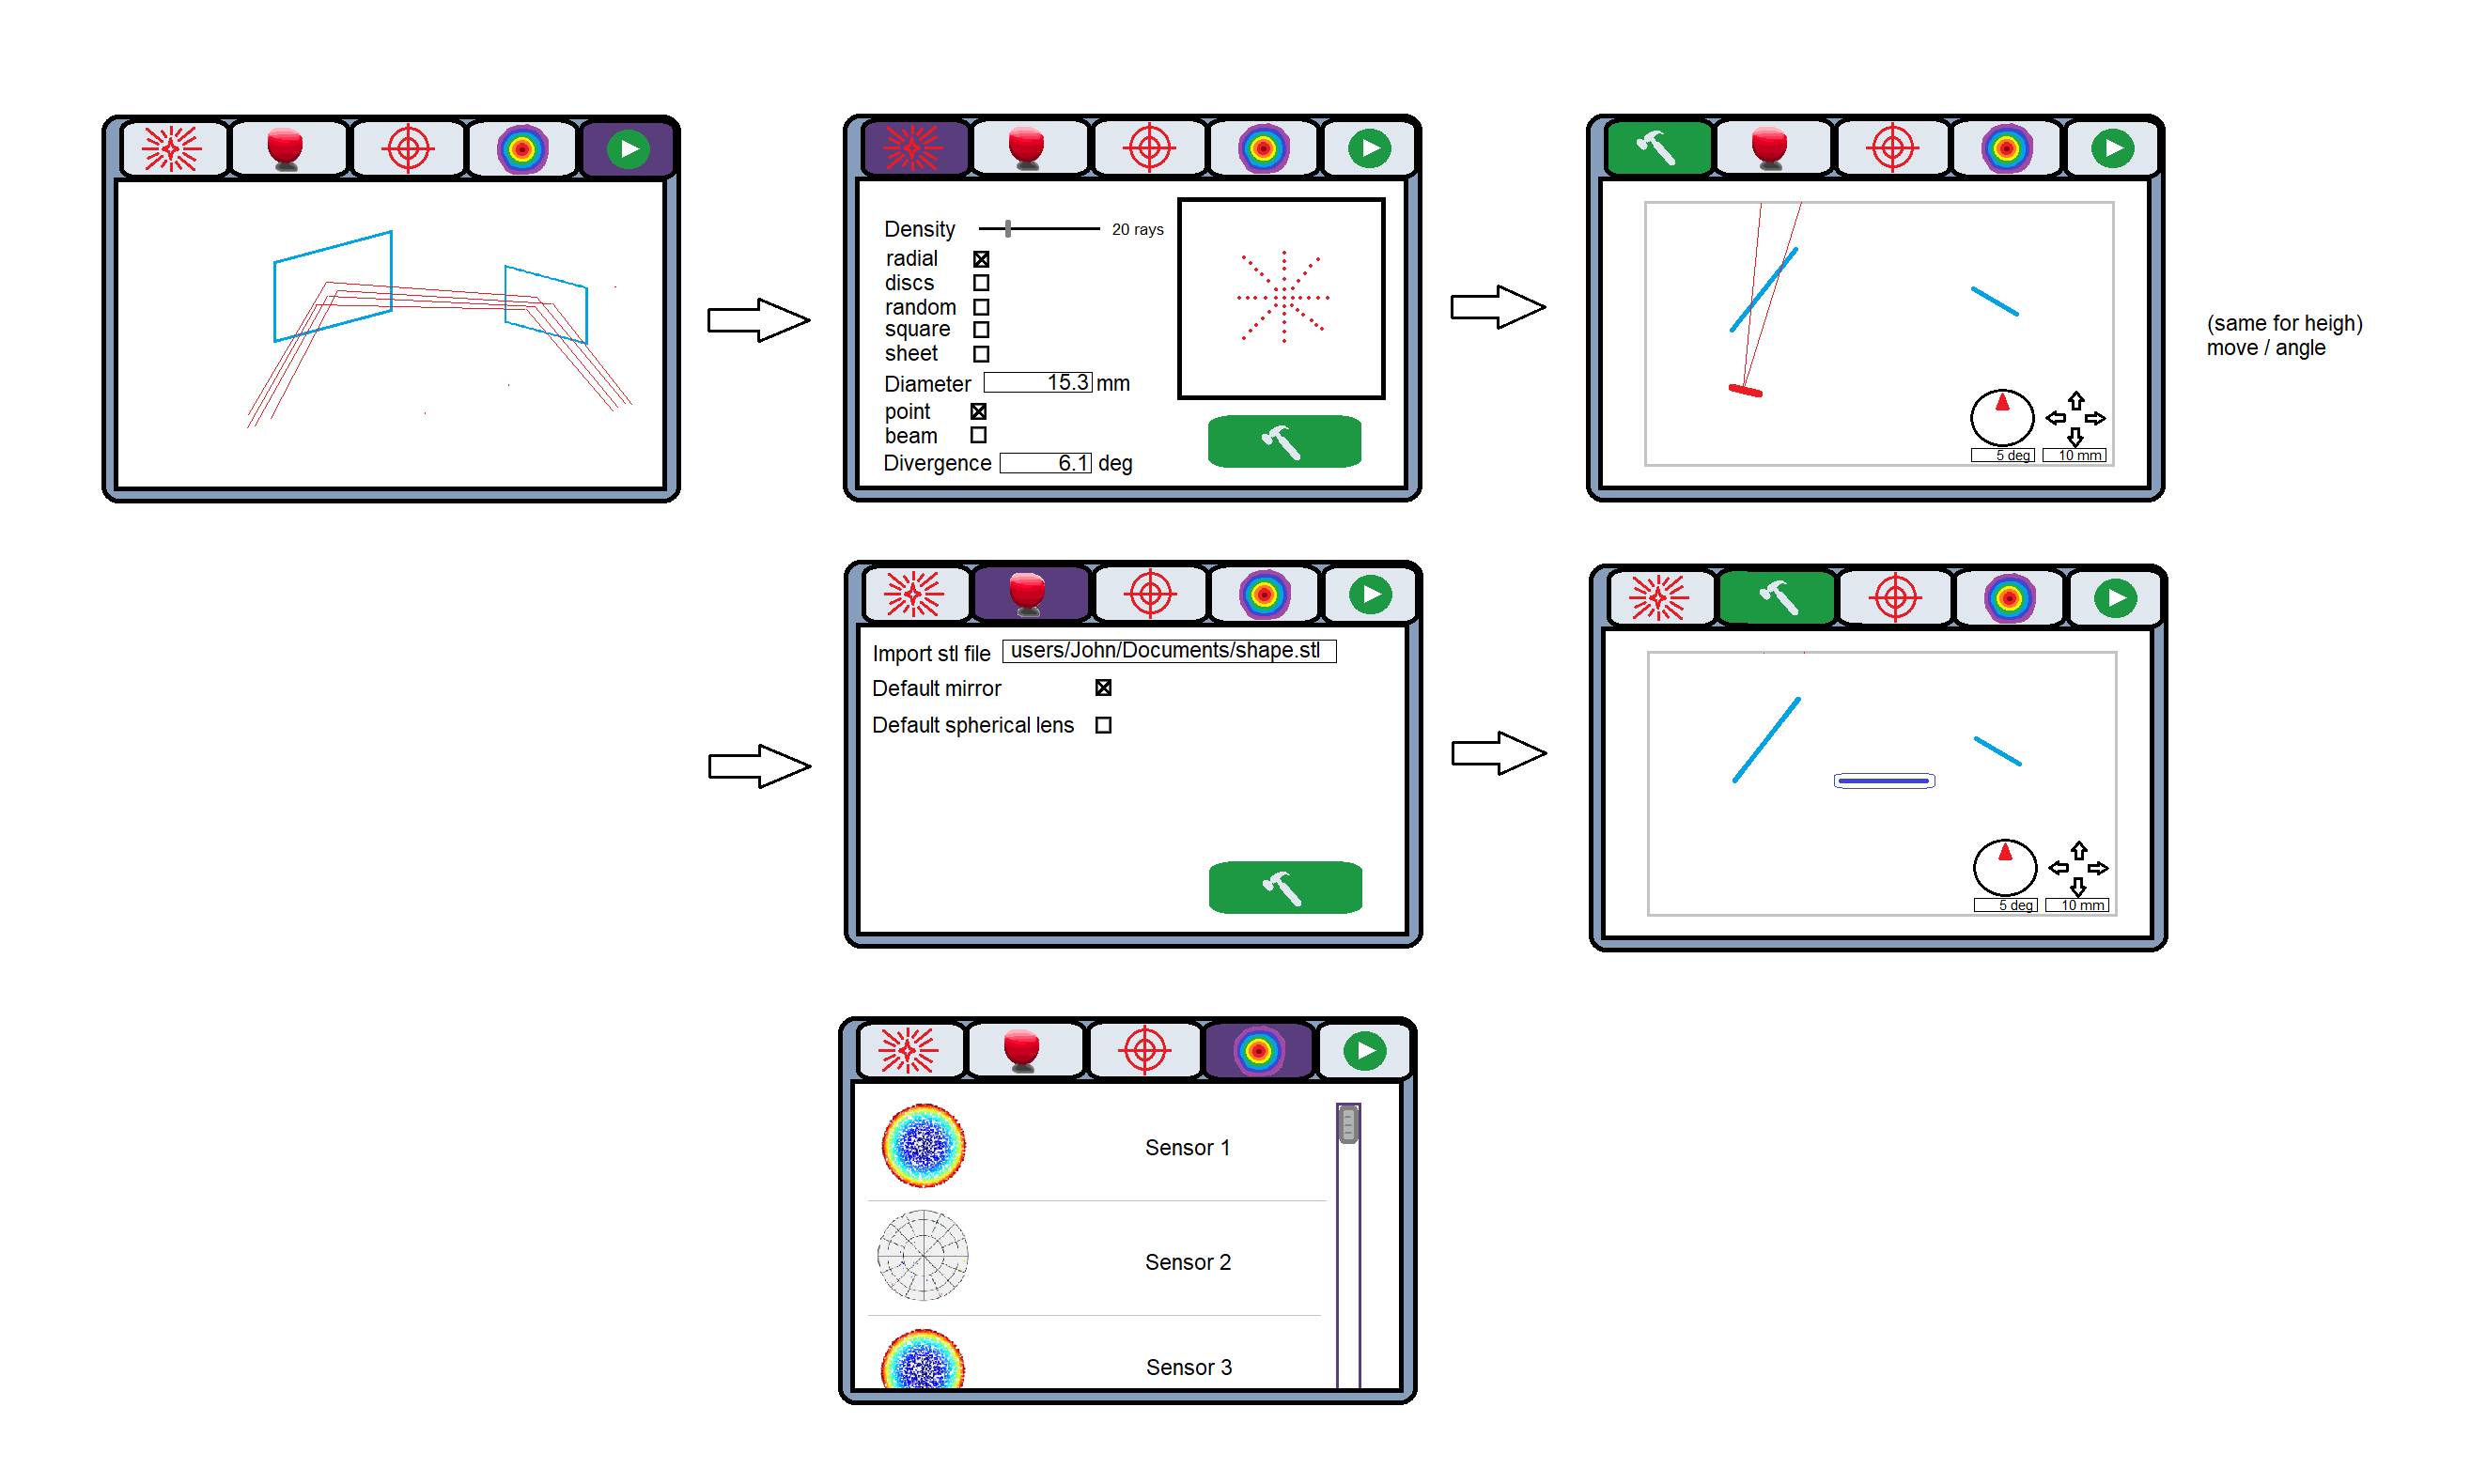 Density 20 rays
radial
discs
random
square
sheet
Diameter 15.3 mm
point
beam
Divergence 6.1 deg
5 deg 10 mm
(same for heigh)
move / angle
Import stl file users/John/Documents/shape.stl
Default mirror
Default spherical lens
5 deg 10 mm
Sensor 1
Sensor 2
Sensor 3